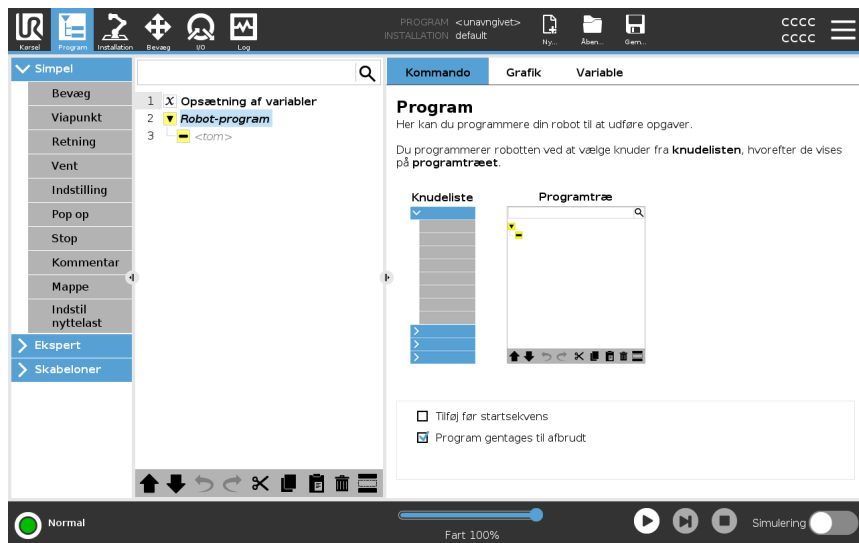 UR
Kørsel
Program
Installation
Bevæg
I/O
Log
PROGRAM <unavngivet>
INSTALLATION default
Ny...
Åben...
Gem...
CCCC
CCCC
Simpel
Bevæg
Viapunkt
Retning
Vent
Indstilling
Pop op
Stop
Kommentar
Mappe
Indstil
nyttelast
Ekspert
Skabeloner
1 X Opsætning af variabler
2 Robot-program
3 <tom>
Kommando
Grafik
Variable
Program
Her kan du programmere din robot til at udføre opgaver.
Du programmerer robotten ved at vælge knuder fra knudelisten, hvorefter de vises
på programtræet.
Knudeliste
Programtræ
Tilføj før startsekvens
Program gentages til afbrudt
Normal
Fart 100%
Simulering